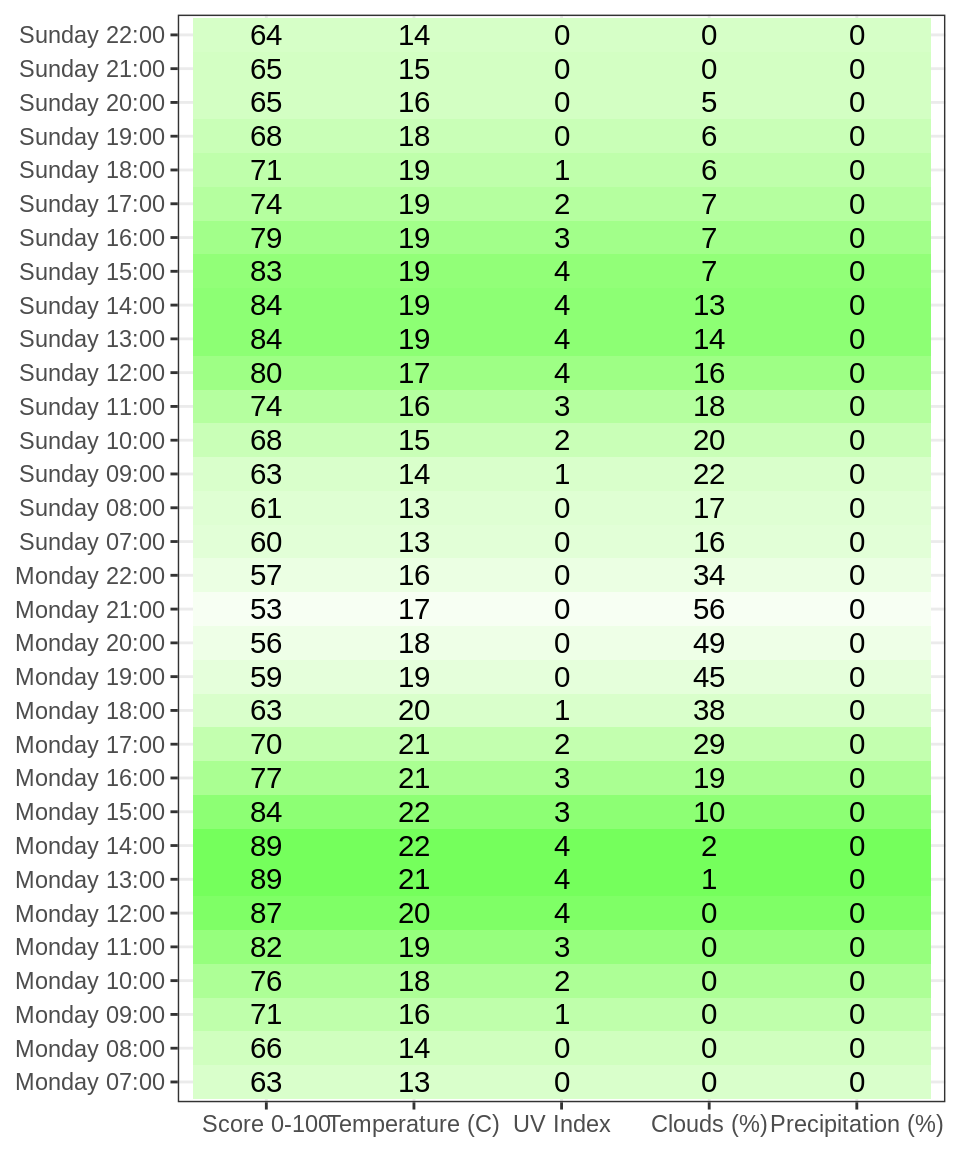 Sunday 22:00 64 14 0 0 0
Sunday 21:00 65 15 0 0 0
Sunday 20:00 65 16 0 5 0
Sunday 19:00 68 18 0 6 0
Sunday 18:00 71 19 1 6 0
Sunday 17:00 74 19 2 7 0
Sunday 16:00 79 19 3 7 0
Sunday 15:00 83 19 4 7 0
Sunday 14:00 84 19 4 13 0
Sunday 13:00 84 19 4 14 0
Sunday 12:00 80 17 4 16 0
Sunday 11:00 74 16 3 18 0
Sunday 10:00 68 15 2 20 0
Sunday 09:00 63 14 1 22 0
Sunday 08:00 61 13 0 17 0
Sunday 07:00 60 13 0 16 0
Monday 22:00 57 16 0 34 0
Monday 21:00 53 17 0 56 0
Monday 20:00 56 18 0 49 0
Monday 19:00 59 19 0 45 0
Monday 18:00 63 20 1 38 0
Monday 17:00 70 21 2 29 0
Monday 16:00 77 21 3 19 0
Monday 15:00 84 22 3 10 0
Monday 14:00 89 22 4 2 0
Monday 13:00 89 21 4 1 0
Monday 12:00 87 20 4 0 0
Monday 11:00 82 19 3 0 0
Monday 10:00 76 18 2 0 0
Monday 09:00 71 16 1 0 0
Monday 08:00 66 14 0 0 0
Monday 07:00 63 13 0 0 0
Score 0-100 Temperature (C) UV Index Clouds (%) Precipitation (%)